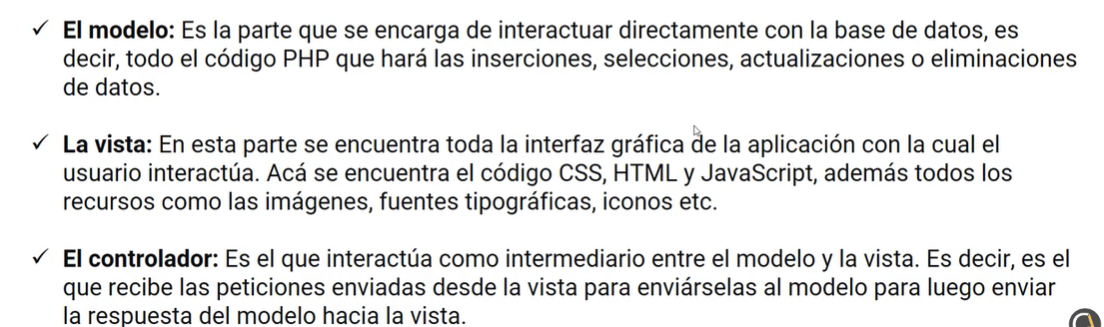 ✓ El modelo: Es la parte que se encarga de interactuar directamente con la base de datos, es
decir, todo el código PHP que hará las inserciones, selecciones, actualizaciones o eliminaciones
de datos.
✓ La vista: En esta parte se encuentra toda la interfaz gráfica de la aplicación con la cual el
usuario interactúa. Acá se encuentra el código CSS, HTML y JavaScript, además todos los
recursos como las imágenes, fuentes tipográficas, iconos etc.
✓ El controlador: Es el que interactúa como intermediario entre el modelo y la vista. Es decir, es el
que recibe las peticiones enviadas desde la vista para enviárselas al modelo para luego enviar
la respuesta del modelo hacia la vista.